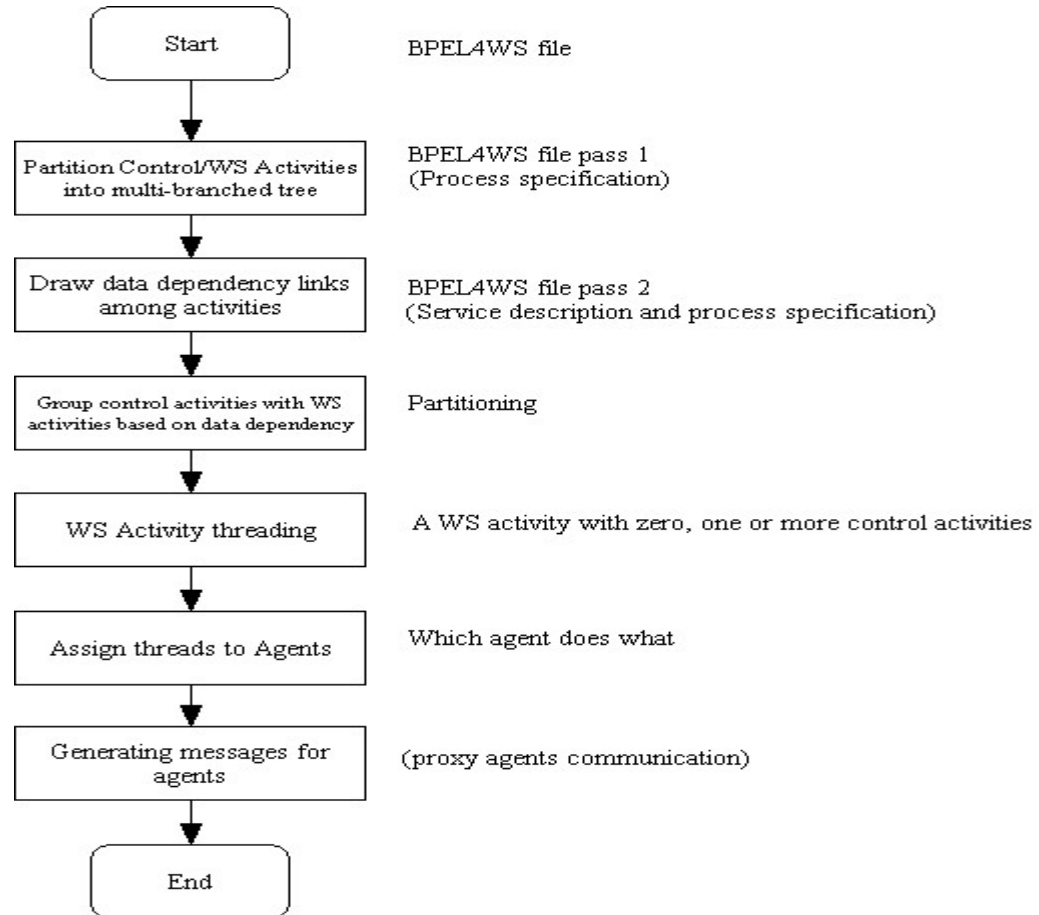 Start
BPEL4WS file
Partition Control/WS Activities
into multi-branched tree
BPEL4WS file pass 1
(Process specification)
Draw data dependency links
among activities
BPEL4WS file pass 2
(Service description and process specification)
Group control activities with WS
activities based on data dependency
Partitioning
WS Activity threading
A WS activity with zero, one or more control activities
Assign threads to Agents
Which agent does what
Generating messages for
agents
(proxy agents communication)
End